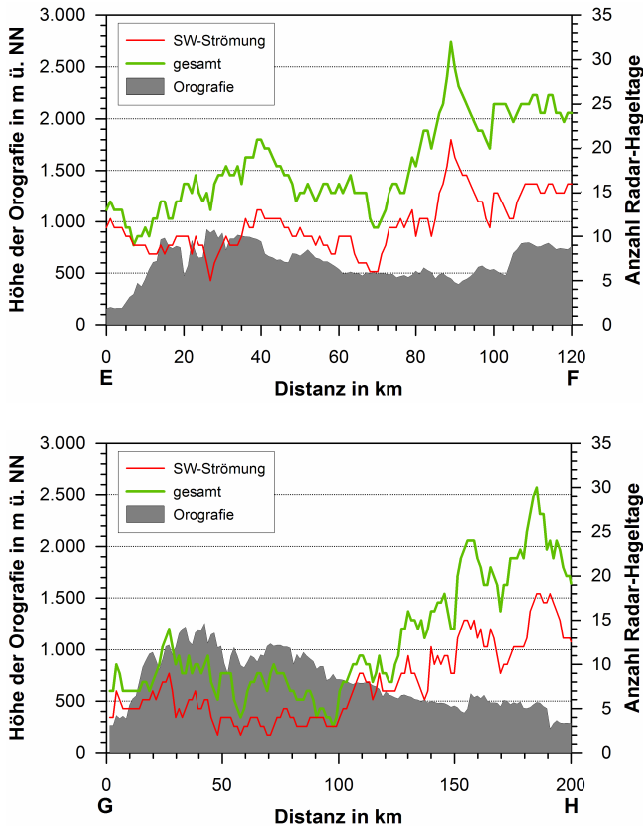 Höhe der Orografie in m ü. NN
3.000
2.500
2.000
1.500
1.000
500
0
SW-Strömung
gesamt
Orografie
35
30
25
20
15
10
5
0
Anzahl Radar-Hageltage
0 20 40 60 80 100 120
E Distanz in km F
Höhe der Orografie in m ü. NN
3.000
2.500
2.000
1.500
1.000
500
0
SW-Strömung
gesamt
Orografie
35
30
25
20
15
10
5
0
Anzahl Radar-Hageltage
0 50 100 150 200
G Distanz in km H